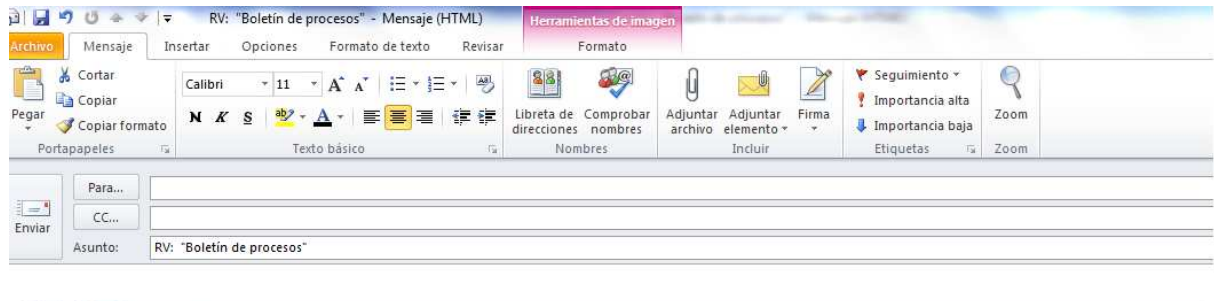 RV: "Boletín de procesos" - Mensaje (HTML)
Herramientas de imagen
Archivo
Mensaje
Insertar
Opciones
Formato de texto
Revisar
Formato
Pegar
Cortar
Copiar
Copiar formato
Portapapeles
Calibri
11
N K S
Texto básico
Libreta de direcciones
Comprobar nombres
Nombres
Adjuntar archivo
Adjuntar elemento
Firma
Incluir
Seguimiento
Importancia alta
Importancia baja
Etiquetas
Zoom
Zoom
Enviar
Para...
CC...
Asunto:
RV: "Boletín de procesos"